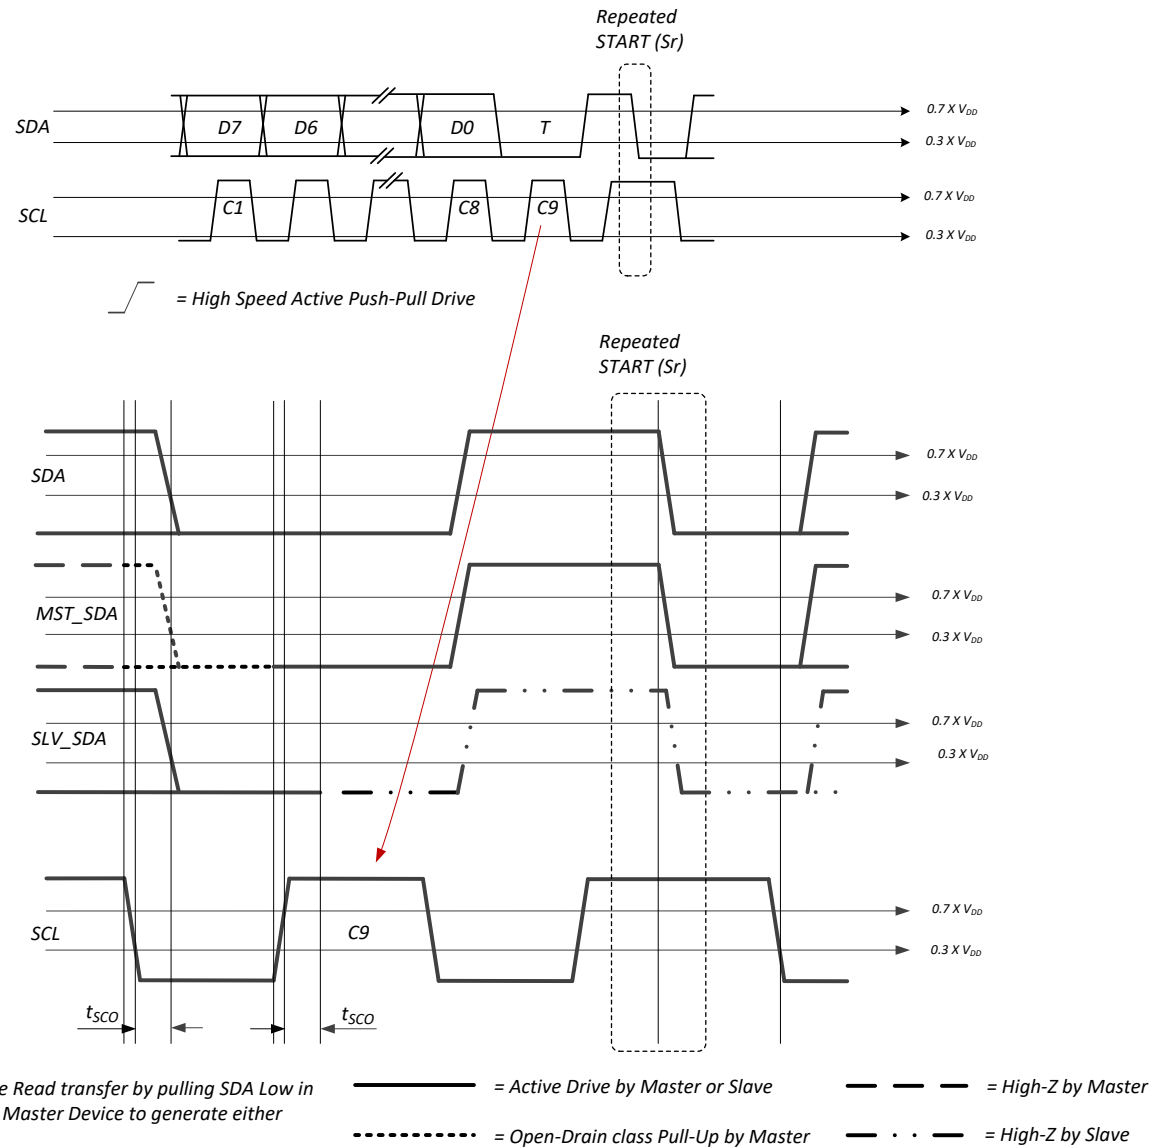 Repeated
START (Sr)
SDA
D7
D6
D0
T
0.7 X VDD
0.3 X VDD
SCL
C1
C8
C9
0.7 X VDD
0.3 X VDD
= High Speed Active Push-Pull Drive
Repeated
START (Sr)
SDA
0.7 X VDD
0.3 X VDD
MST_SDA
0.7 X VDD
0.3 X VDD
SLV_SDA
0.7 X VDD
0.3 X VDD
SCL
C9
0.7 X VDD
0.3 X VDD
tSCO
tSCO
e Read transfer by pulling SDA Low in
Master Device to generate either
= Active Drive by Master or Slave
= High-Z by Master
= Open-Drain class Pull-Up by Master
= High-Z by Slave